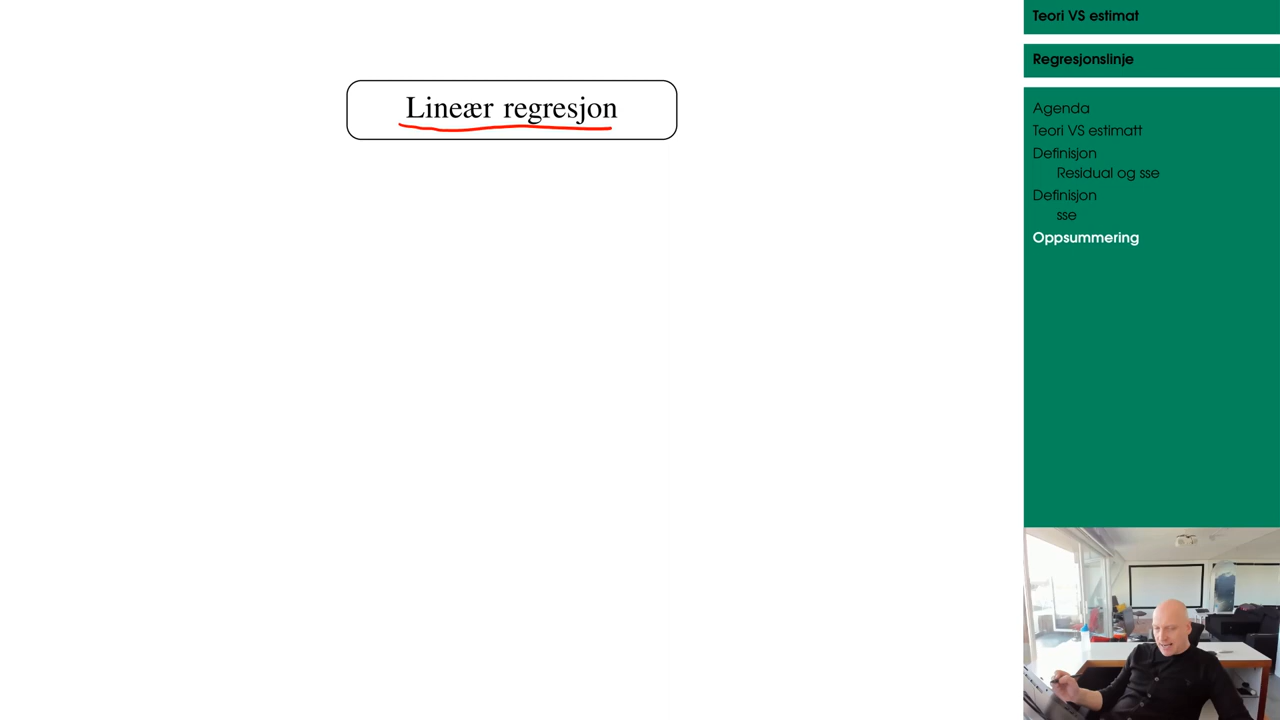 Lineær regresjon
Teori VS estimat
Regresjonslinje
Agenda
Teori VS estimatt
Definisjon
Residual og sse
Definisjon
sse
Oppsummering